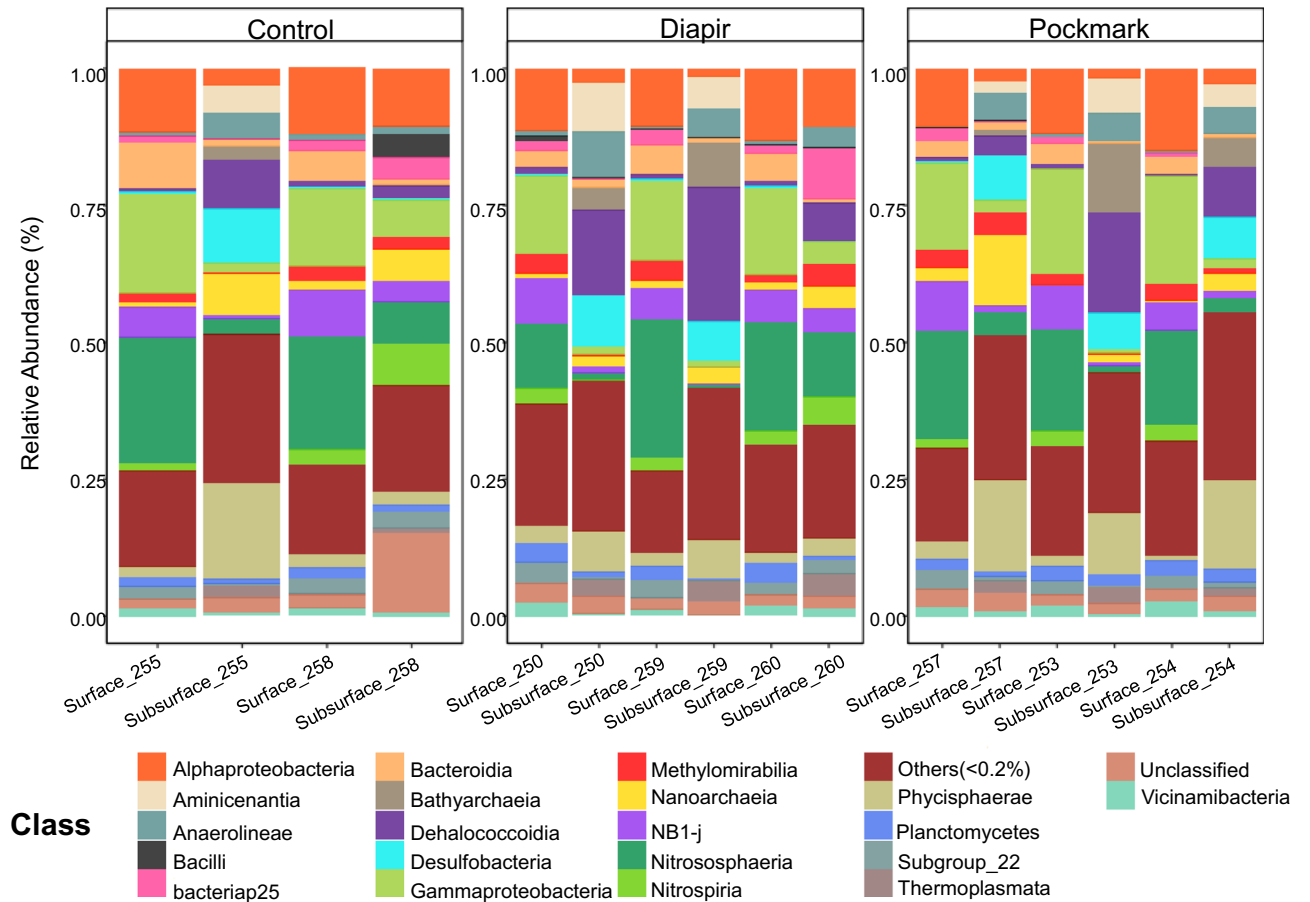 Control
Diapir
Pockmark
Relative Abundance (%)
1.00
0.75
0.50
0.25
0.00
1.00
0.75
0.50
0.25
0.00
1.00
0.75
0.50
0.25
0.00
Surface_255
Subsurface_255
Surface_258
Subsurface_258
Surface_250
Subsurface_250
Surface_259
Subsurface_259
Surface_260
Subsurface_260
Surface_257
Subsurface_257
Surface_253
Subsurface_253
Surface_254
Subsurface_254
Class
Alphaproteobacteria
Aminicenantia
Anaerolineae
Bacilli
bacteriap25
Bacteroidia
Bathyarchaeia
Dehalococcoidia
Desulfobacteria
Gammaproteobacteria
Methylomirabilia
Nanoarchaeia
NB1-j
Nitrososphaeria
Nitrospiria
Others(<0.2%)
Phycisphaerae
Planctomycetes
Subgroup_22
Thermoplasmata
Unclassified
Vicinamibacteria